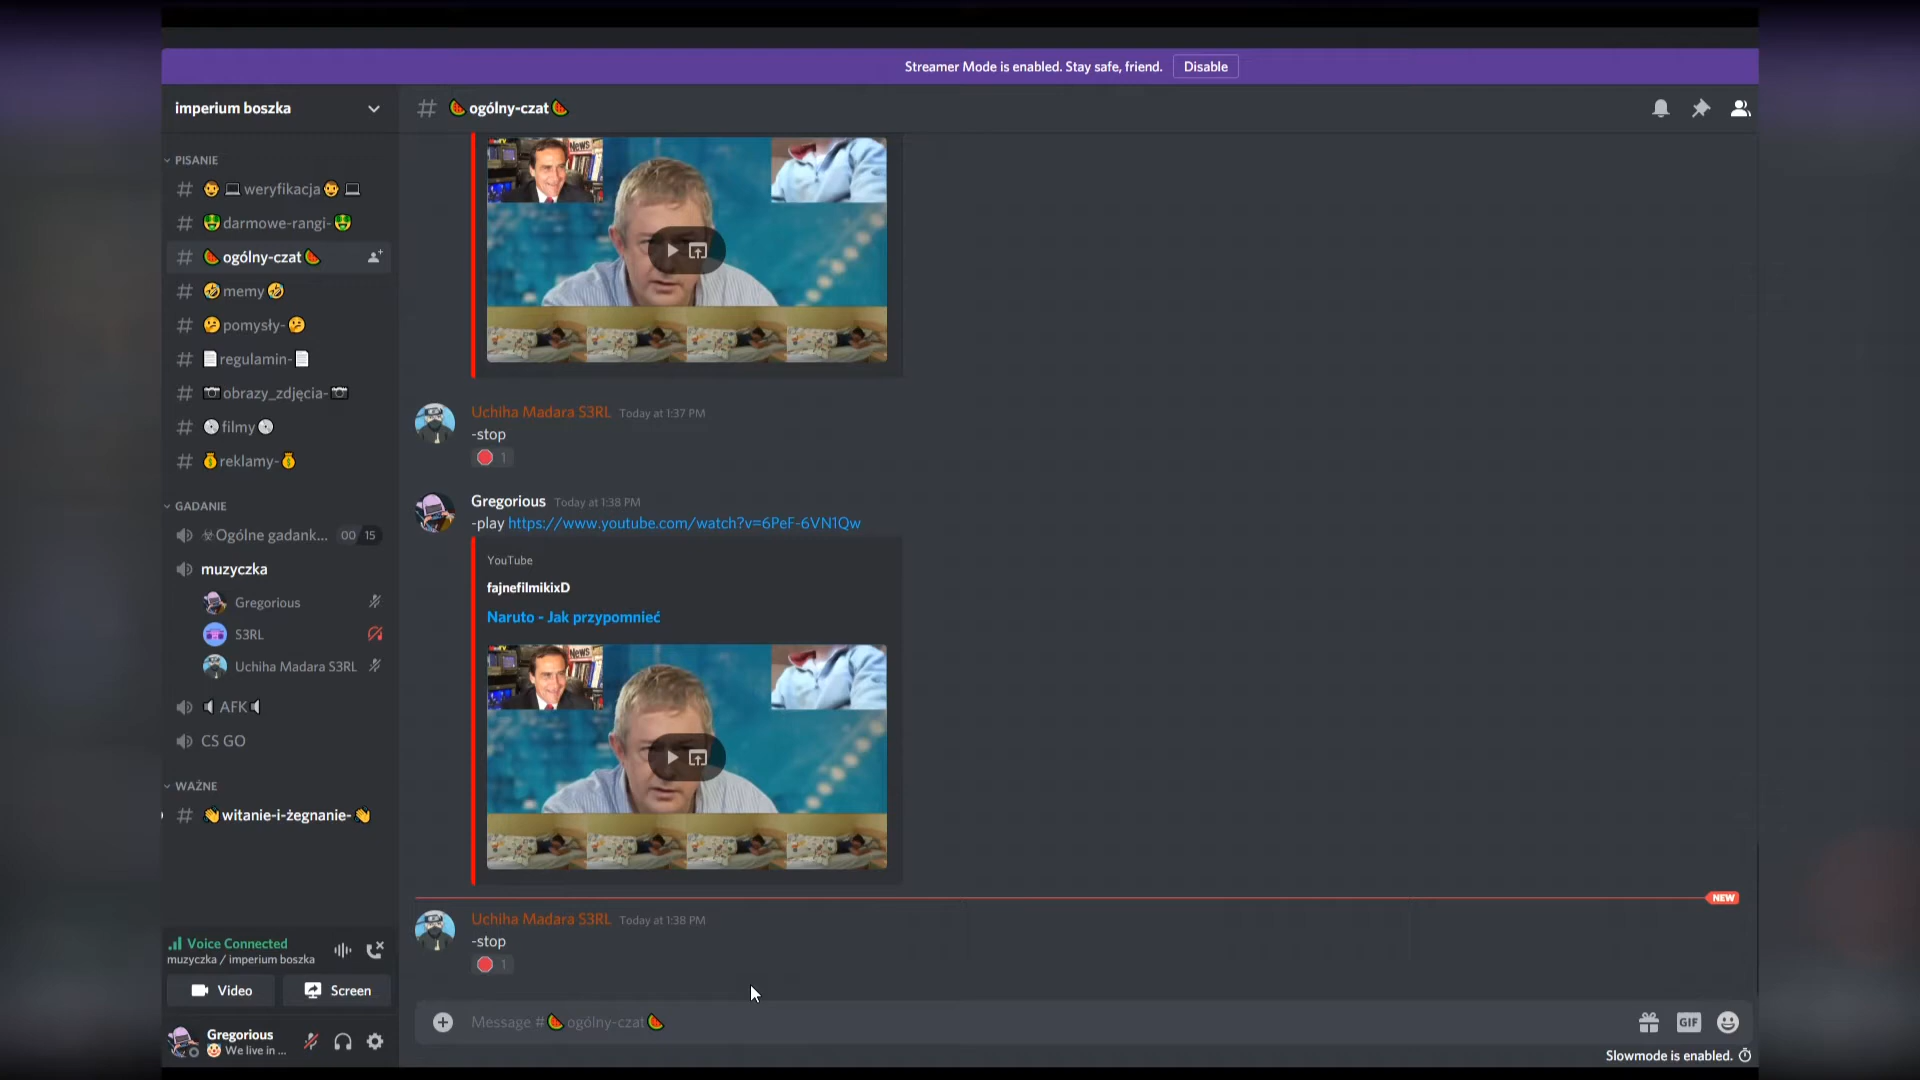 Streamer Mode is enabled. Stay safe, friend. Disable
imperium boszka
PISANIE
# weryfikacja
# darmowe-rangi-
# ogólny-czat
# memy
# pomysły-
# regulamin-
# obrazy_zdjęcia-
# filmy
# reklamy-
GADANIE
Ogólne gadank... 00 15
muzyczka
Gregorious
S3RL
Uchiha Madara S3RL
AFK
CS GO
WAŻNE
# witanie-i-żegnanie-
Voice Connected
muzyczka / imperium boszka
Video Screen
Gregorious
We live in ...
# ogólny-czat
News
Uchiha Madara S3RL Today at 1:37 PM
-stop
1
Gregorious Today at 1:38 PM
-play https://www.youtube.com/watch?v=6PeF-6VN1Qw
YouTube
fajnefilmikixD
Naruto - Jak przypomnieć
News
NEW
Uchiha Madara S3RL Today at 1:38 PM
-stop
1
Message # ogólny-czat
GIF
Slowmode is enabled.